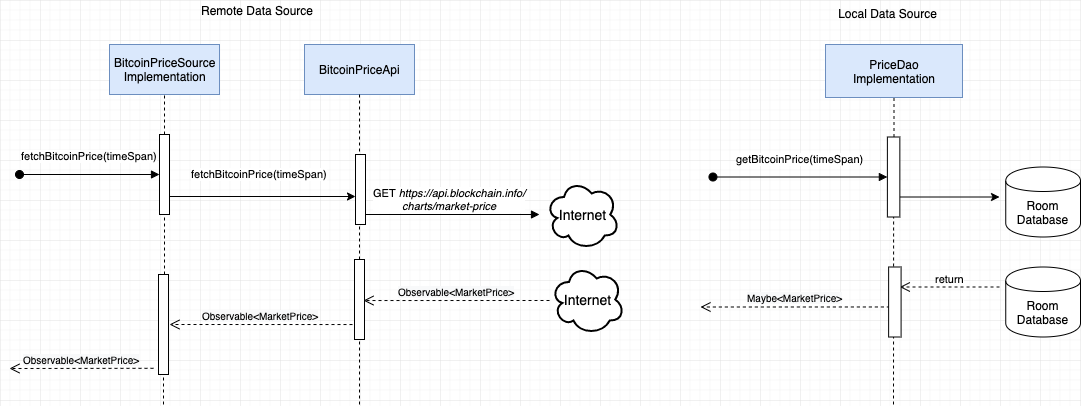 Remote Data Source
Local Data Source
BitcoinPriceSource
Implementation
BitcoinPriceApi
PriceDao
Implementation
fetchBitcoinPrice(timeSpan)
fetchBitcoinPrice(timeSpan)
GET https://api.blockchain.info/
charts/market-price
Internet
getBitcoinPrice(timeSpan)
Room
Database
Internet
Observable<MarketPrice>
Observable<MarketPrice>
Observable<MarketPrice>
return
Maybe<MarketPrice>
Room
Database